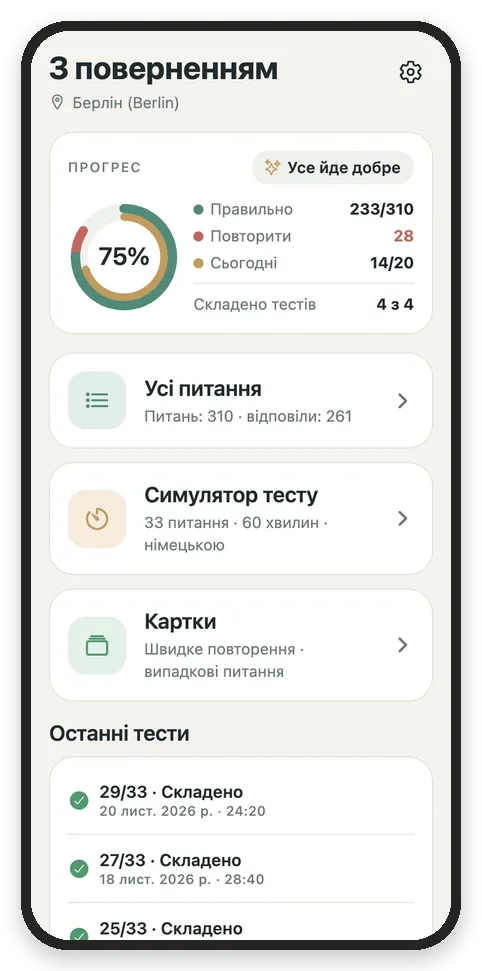 З поверненням
Берлін (Berlin)
ПРОГРЕС
Усе йде добре
75%
Правильно 233/310
Повторити 28
Сьогодні 14/20
Складено тестів 4 з 4
Усі питання
Питань: 310 · відповіли: 261
Симулятор тесту
33 питання · 60 хвилин ·
німецькою
Картки
Швидке повторення ·
випадкові питання
Останні тести
29/33 · Складено
20 лист. 2026 р. · 24:20
27/33 · Складено
18 лист. 2026 р. · 28:40
25/33 · Складено